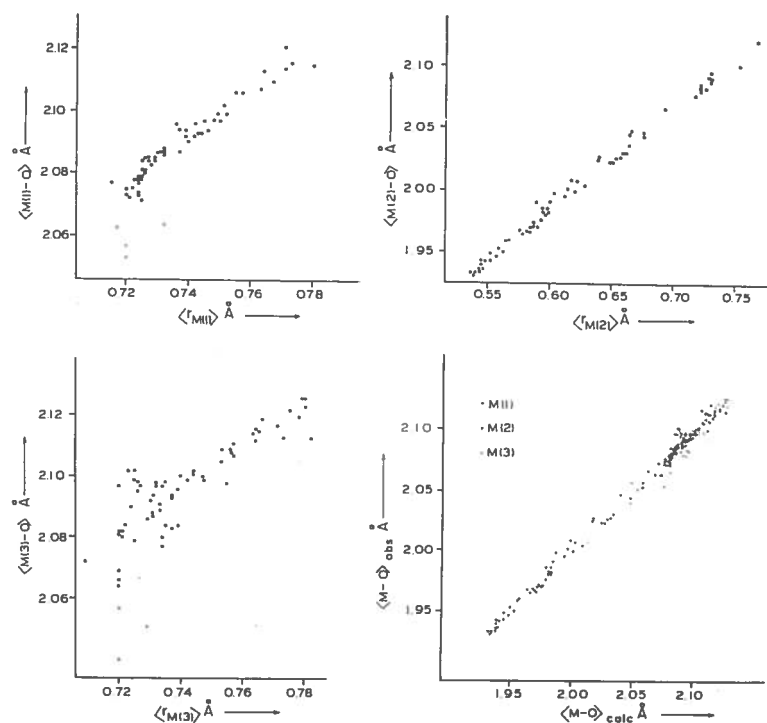 2.12
2.10
2.08
2.06
<M(1)-O> Å
0.72 0.74 0.76 0.78
<rM(1)> Å
2.10
2.05
2.00
1.95
<M(2)-O> Å
0.55 0.60 0.65 0.70 0.75
<rM(2)> Å
2.12
2.10
2.08
2.06
<M(3)-O> Å
0.72 0.74 0.76 0.78
<rM(3)> Å
M(1)
M(2)
M(3)
2.10
2.05
2.00
1.95
<M-O>obs Å
1.95 2.00 2.05 2.10
<M-O>calc Å